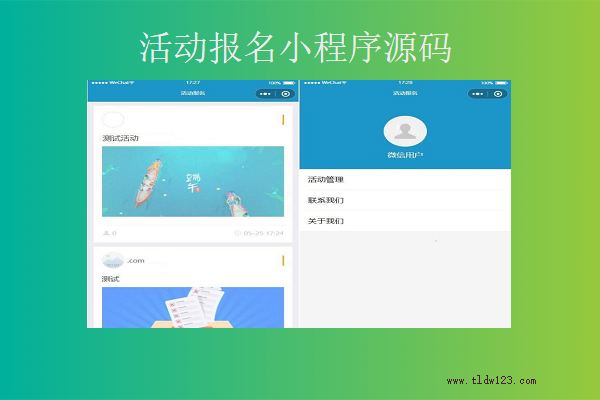 活动报名小程序源码
WeChat 17:27 100%
活动报名
测试活动
端午
0 05-25 17:24
.com
测试
WeChat 17:28 100%
活动报名
微信用户
活动管理
联系我们
关于我们
www.tldw123.com